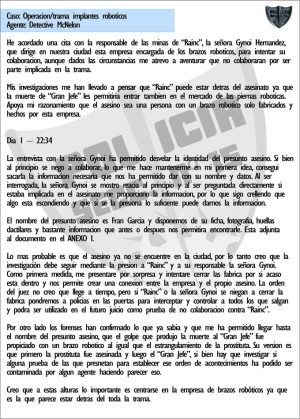 Caso: Operacion/trama implantes roboticos
Agente: Detective McNelon
He acordado una cita con la responsable de las minas de "Rainc", la señora Gynoi Hernandez,
que dirige en nuestra ciudad esta empresa encargada de los brazos roboticos, para intentar su
colaboracion, aunque dadas las circunstancias me atrevo a aventurar que no colaboraran por ser
parte implicada en la trama.
Mis investigaciones me han llevado a pensar que "Rainc" puede estar detras del asesinato ya que
la muerte de "Gran Jefe" les permitiria entrar tambien en el mercado de las piernas roboticas.
Apoya mi razonamiento que el asesino sea una persona con un brazo robotico solo fabricados y
hechos por esta empresa.
Dia 1 -- 22:34
La entrevista con la señora Gynoi ha permitido desvelar la identidad del presunto asesino. Si bien
al principio se nego a colaborar, lo que me hace mantenerme en mi primera idea, consegui
sacarla la informacion necesaria que nos ha permitido dar con su nombre y datos. Al ser
interrogada, la señora Gynoi se mostro reacia al principio y al ser preguntada directamente si
estaba implicada en el asesinato me proporciono la informacion, por lo que sigo creyendo que
algo esta escondiendo y que si se la presiona lo suficiente puede darnos la informacion.
El nombre del presunto asesino es Fran Garcia y disponemos de su ficha, fotografia, huellas
dactilares y bastante informacion que antes o despues nos permitira encontrarle. Esta adjunta
al documento en el ANEXO I.
Lo mas probable es que el asesino ya no se encuentre en la ciudad, por lo tanto creo que la
investigación debe seguir mediante la presion a "Rainc" y a su responsable la señora Gynoi.
Como primera medida, me presentare por sorpresa y intentare cerrar las fabrica por si acaso
esta dentro y nos permite crear una conexion entre la empresa y el propio asesino. La orden
del juez no creo que llegue a tiempo, pero si "Rainc" o la señora Gynoi se niegan a cerrar la
fabrica pondremos a policias en las puertas para interceptar y controlar a todos los que salgan
y podra ser utilizado en el futuro juicio como prueba de no colaboracion contra "Rainc".
Por otro lado los forenses han confirmado lo que ya sabia y que me ha permitido llegar hasta
el nombre del presunto asesino, que el golpe que produjo la muerte al "Gran Jefe" fue
propiciado con un brazo robotico al igual que el estrangulamiento de la prostituta. Su version es
que primero la prostituta fue asesinada y luego el "Gran Jefe", si bien hay que investigar si
alguna prueba de las que presentan para establecer ese orden de acontecimientos ha podido ser
contaminada por algun agente haciendo parecer eso.
Creo que a estas alturas lo importante es centrarse en la empresa de brazos roboticos ya que
es la que parece estar detras del toda la trama.